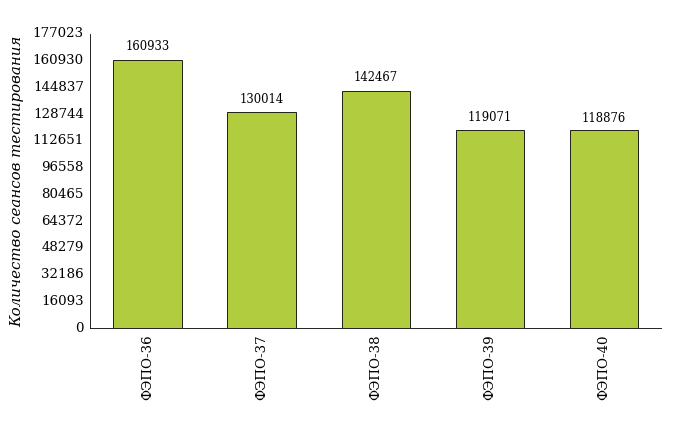 Количество сеансов тестирования
177023
160930
144837
128744
112651
96558
80465
64372
48279
32186
16093
0
160933
130014
142467
119071
118876
ФЭПО-36
ФЭПО-37
ФЭПО-38
ФЭПО-39
ФЭПО-40